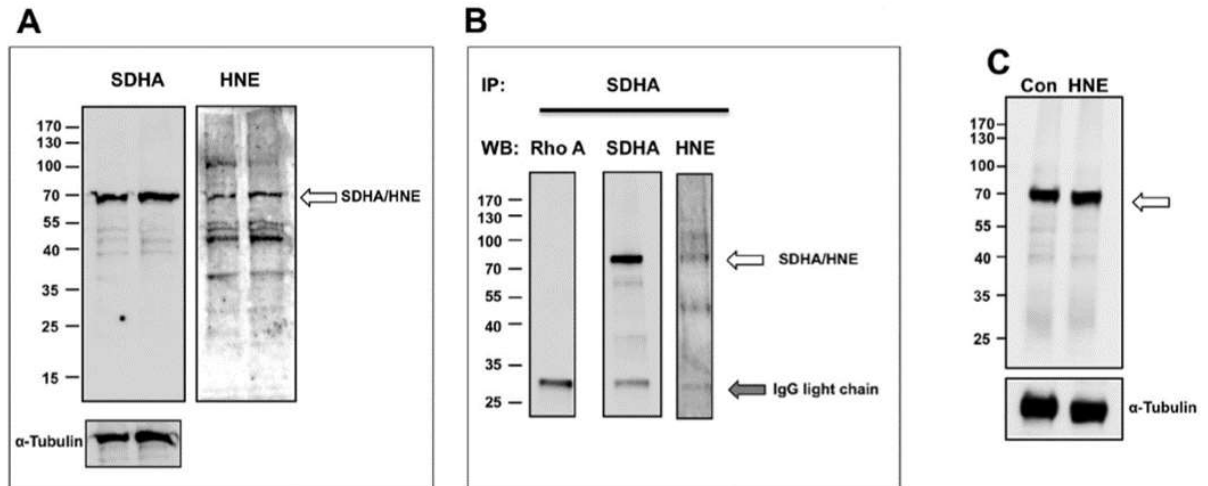 A
SDHA HNE
170
130
100
70
55
40
35
25
15
SDHA/HNE
α-Tubulin
B
IP: SDHA
WB: Rho A SDHA HNE
170
130
100
70
55
40
35
25
SDHA/HNE
IgG light chain
C
Con HNE
170
130
100
70
55
40
35
25
α-Tubulin